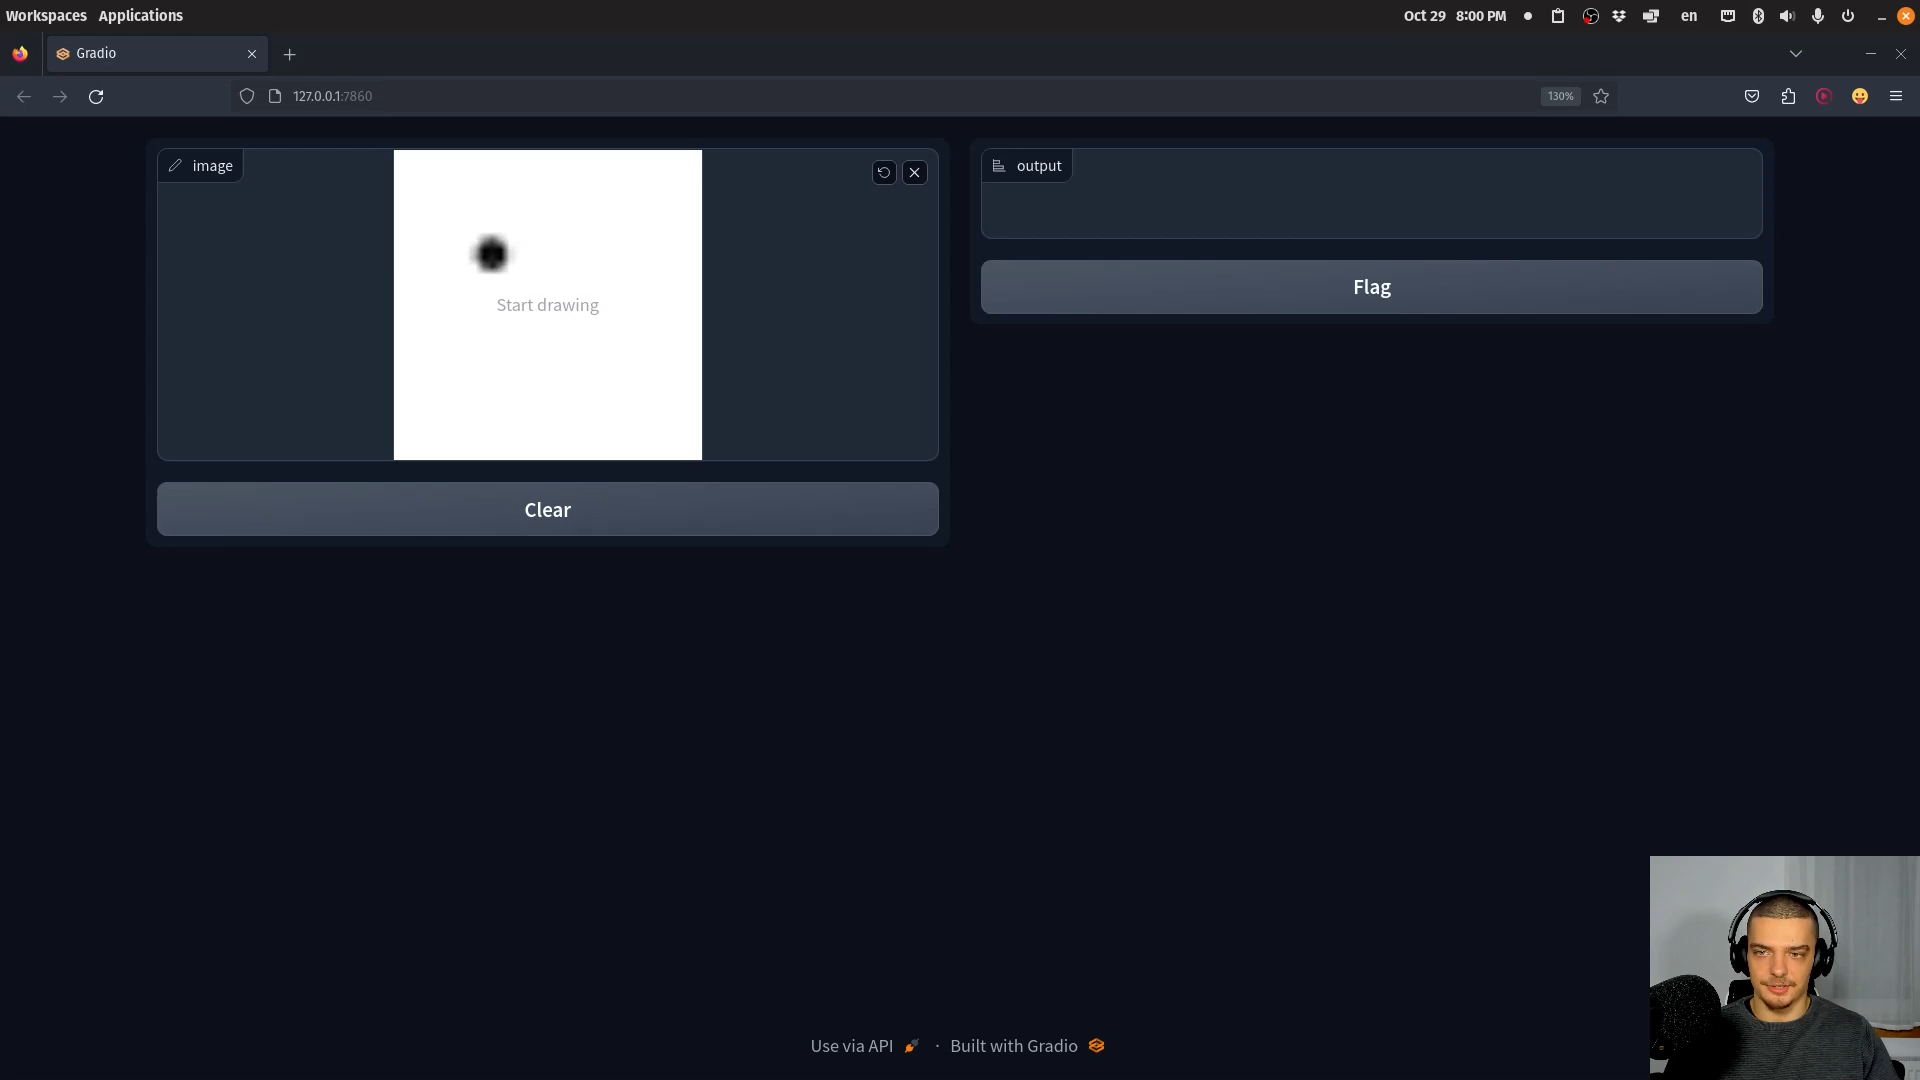 Workspaces Applications
Oct 29 8:00 PM
en
Gradio
127.0.0.1:7860
130%
image
output
Start drawing
Flag
Clear
Use via API · Built with Gradio